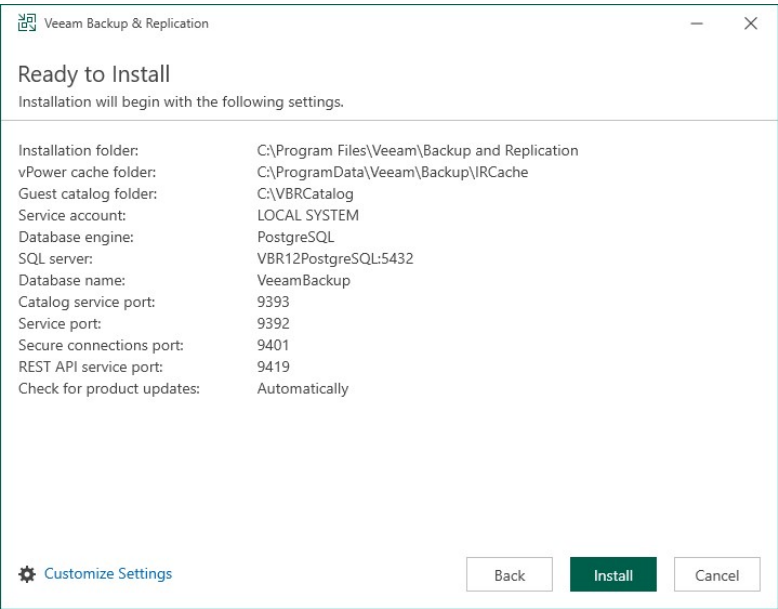 Veeam Backup & Replication
Ready to Install
Installation will begin with the following settings.
Installation folder: C:\Program Files\Veeam\Backup and Replication
vPower cache folder: C:\ProgramData\Veeam\Backup\IRCache
Guest catalog folder: C:\VBRCatalog
Service account: LOCAL SYSTEM
Database engine: PostgreSQL
SQL server: VBR12PostgreSQL:5432
Database name: VeeamBackup
Catalog service port: 9393
Service port: 9392
Secure connections port: 9401
REST API service port: 9419
Check for product updates: Automatically
Customize Settings Back Install Cancel